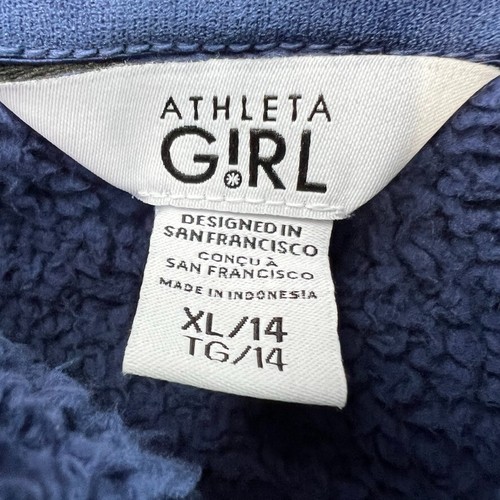 ATHLETA
G!RL
DESIGNED IN
SAN FRANCISCO
CONÇU À
SAN FRANCISCO
MADE IN INDONESIA
XL/14
TG/14